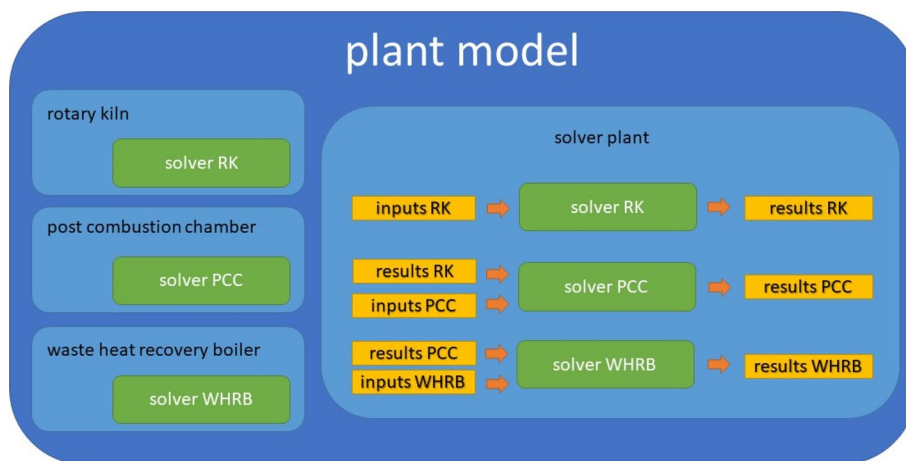 plant model
rotary kiln
solver RK
post combustion chamber
solver PCC
waste heat recovery boiler
solver WHRB
solver plant
inputs RK
solver RK
results RK
results RK
inputs PCC
solver PCC
results PCC
results PCC
inputs WHRB
solver WHRB
results WHRB